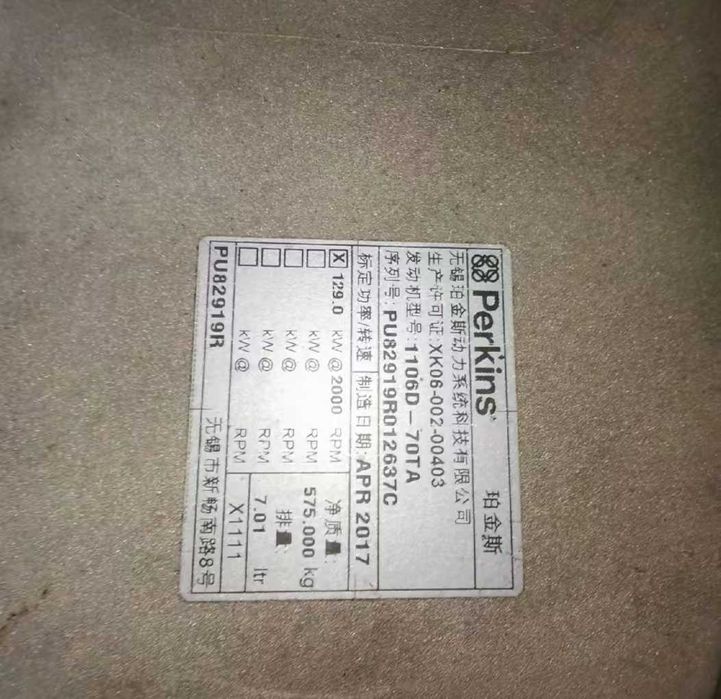 Perkins 珀金斯
无锡珀金斯动力系统科技有限公司
生产许可证:XK06-002-00403
发动机型号:1106D-70TA
序列号:PU82919R012637C
标定功率/转速 制造日期:APR 2017
X 129.0 kW@2000 RPM 净质量:
kW@ RPM 575.000 kg
kW@ RPM 排量:
kW@ RPM 7.01 ltr
kW@ RPM X1111
PU82919R 无锡市新畅南路8号